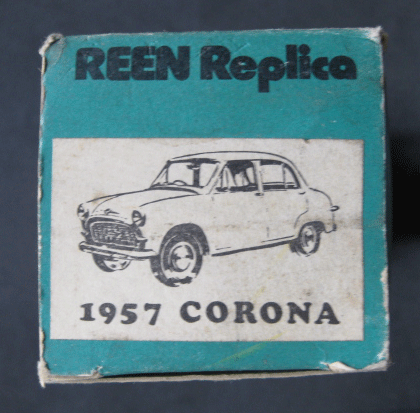 REEN Replica
1957 CORONA